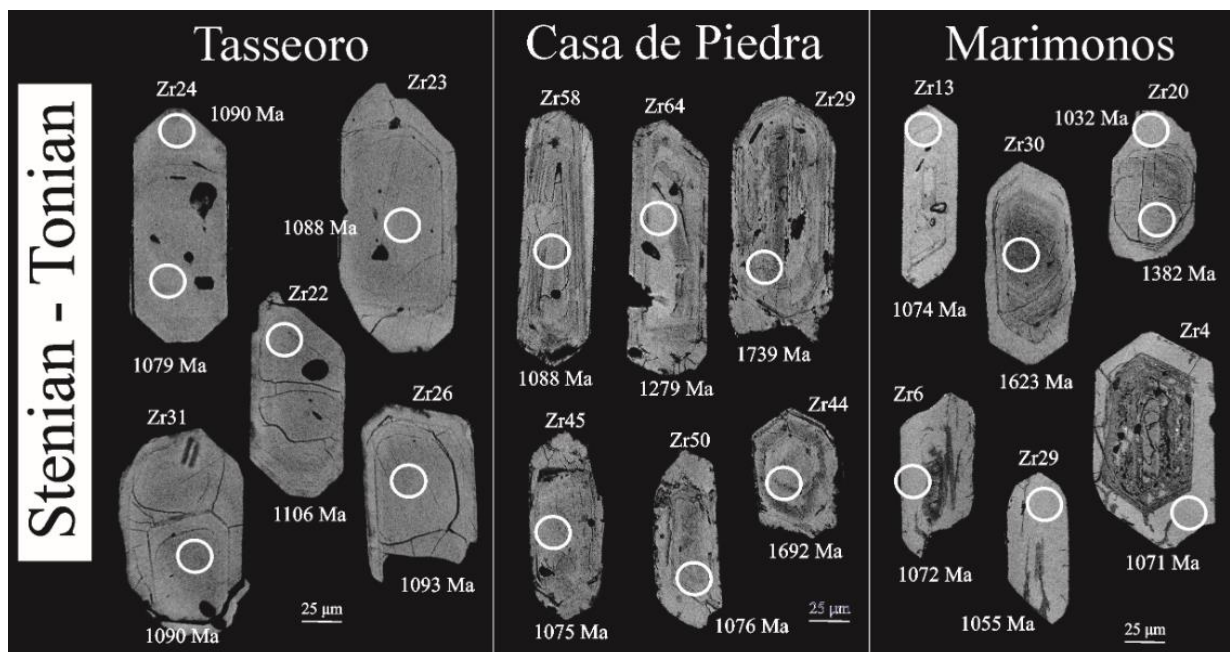 Stenian - Tonian
Tasseoro
Zr24
1090 Ma
1079 Ma
Zr23
1088 Ma
Zr22
1106 Ma
Zr31
1090 Ma
Zr26
1093 Ma
25 μm
Casa de Piedra
Zr58
1088 Ma
Zr64
1279 Ma
Zr29
1739 Ma
Zr45
1075 Ma
Zr50
1076 Ma
Zr44
1692 Ma
25 μm
Marimonos
Zr13
1074 Ma
Zr30
1623 Ma
Zr20
1032 Ma
1382 Ma
Zr6
1072 Ma
Zr29
1055 Ma
Zr4
1071 Ma
25 μm